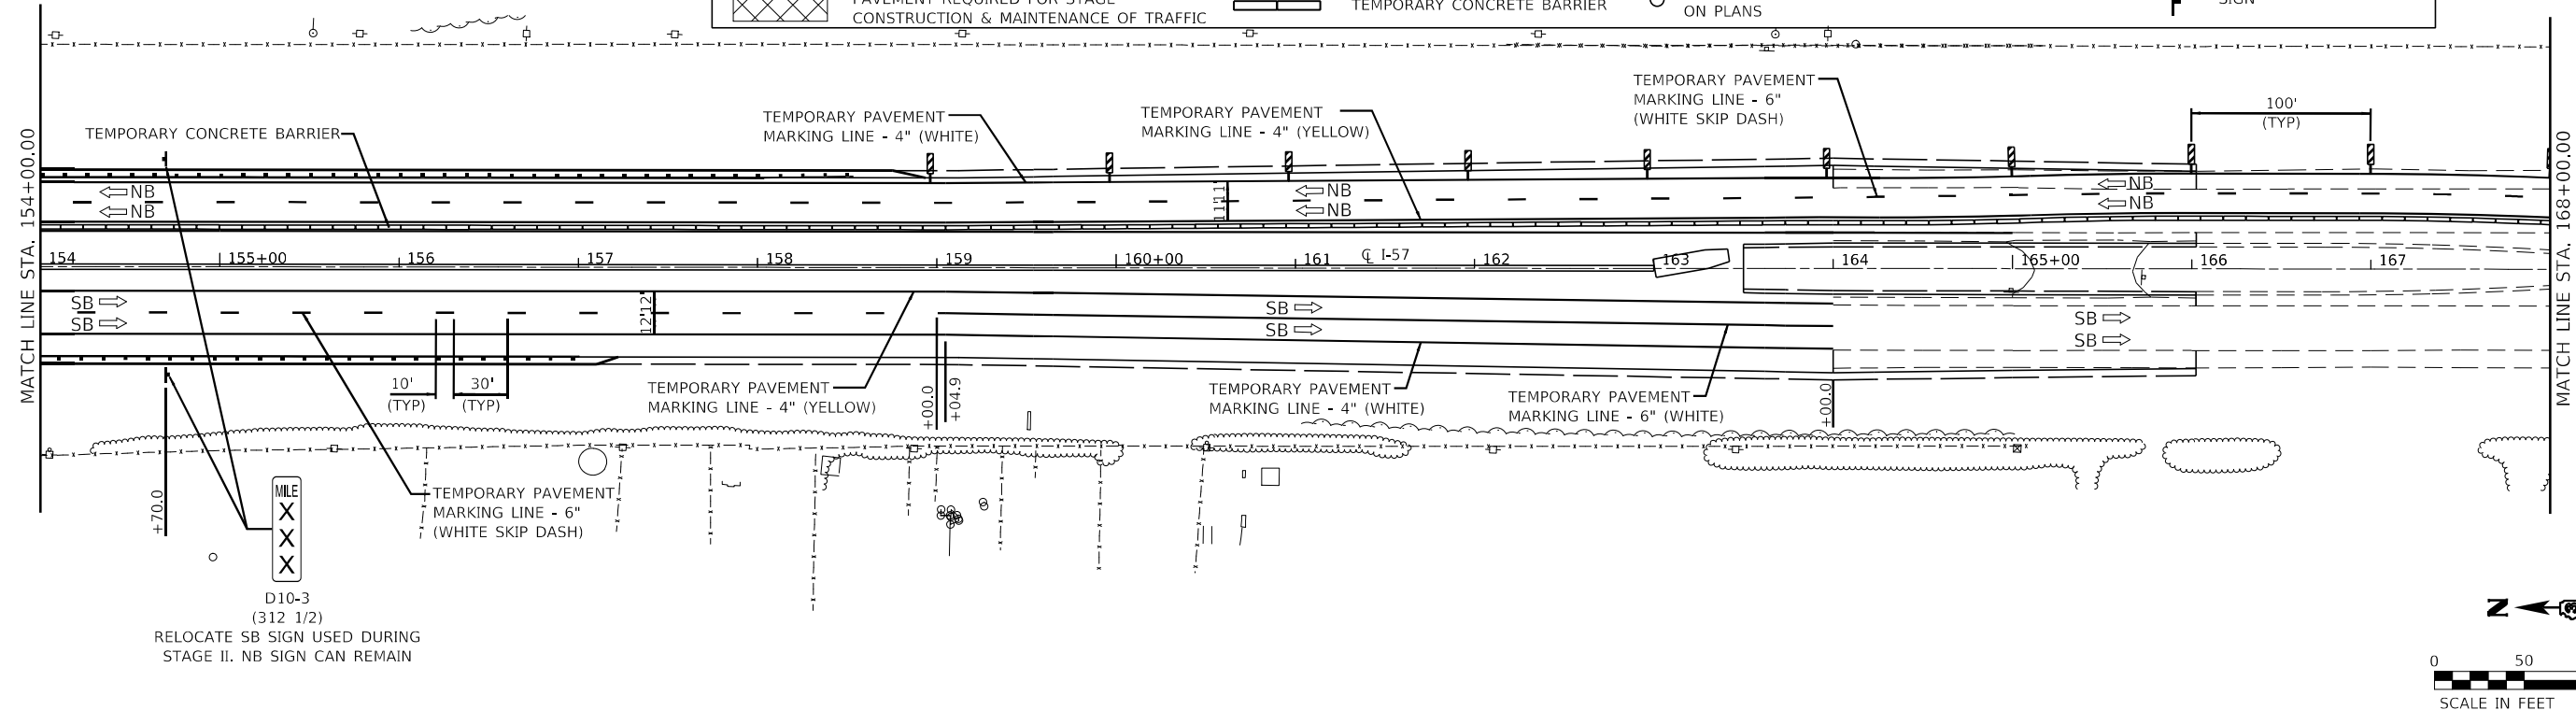 PAVEMENT REQUIRED FOR STAGE
CONSTRUCTION & MAINTENANCE OF TRAFFIC
TEMPORARY CONCRETE BARRIER
ON PLANS
SIGN
MATCH LINE STA. 154+00.00
TEMPORARY CONCRETE BARRIER
TEMPORARY PAVEMENT
MARKING LINE - 4" (WHITE)
TEMPORARY PAVEMENT
MARKING LINE - 4" (YELLOW)
TEMPORARY PAVEMENT
MARKING LINE - 6"
(WHITE SKIP DASH)
100'
(TYP)
MATCH LINE STA. 168+00.00
NB
NB
11'
11'
NB
NB
NB
NB
154
155+00
156
157
158
159
160+00
161
℄ I-57
162
163
164
165+00
166
167
SB
SB
12'
12'
SB
SB
SB
SB
10'
(TYP)
30'
(TYP)
TEMPORARY PAVEMENT
MARKING LINE - 4" (YELLOW)
+00.0
+04.9
TEMPORARY PAVEMENT
MARKING LINE - 4" (WHITE)
TEMPORARY PAVEMENT
MARKING LINE - 6" (WHITE)
+00.0
+70.0
MILE
X
X
X
TEMPORARY PAVEMENT
MARKING LINE - 6"
(WHITE SKIP DASH)
D10-3
(312 1/2)
RELOCATE SB SIGN USED DURING
STAGE II. NB SIGN CAN REMAIN
N
0
50
SCALE IN FEET